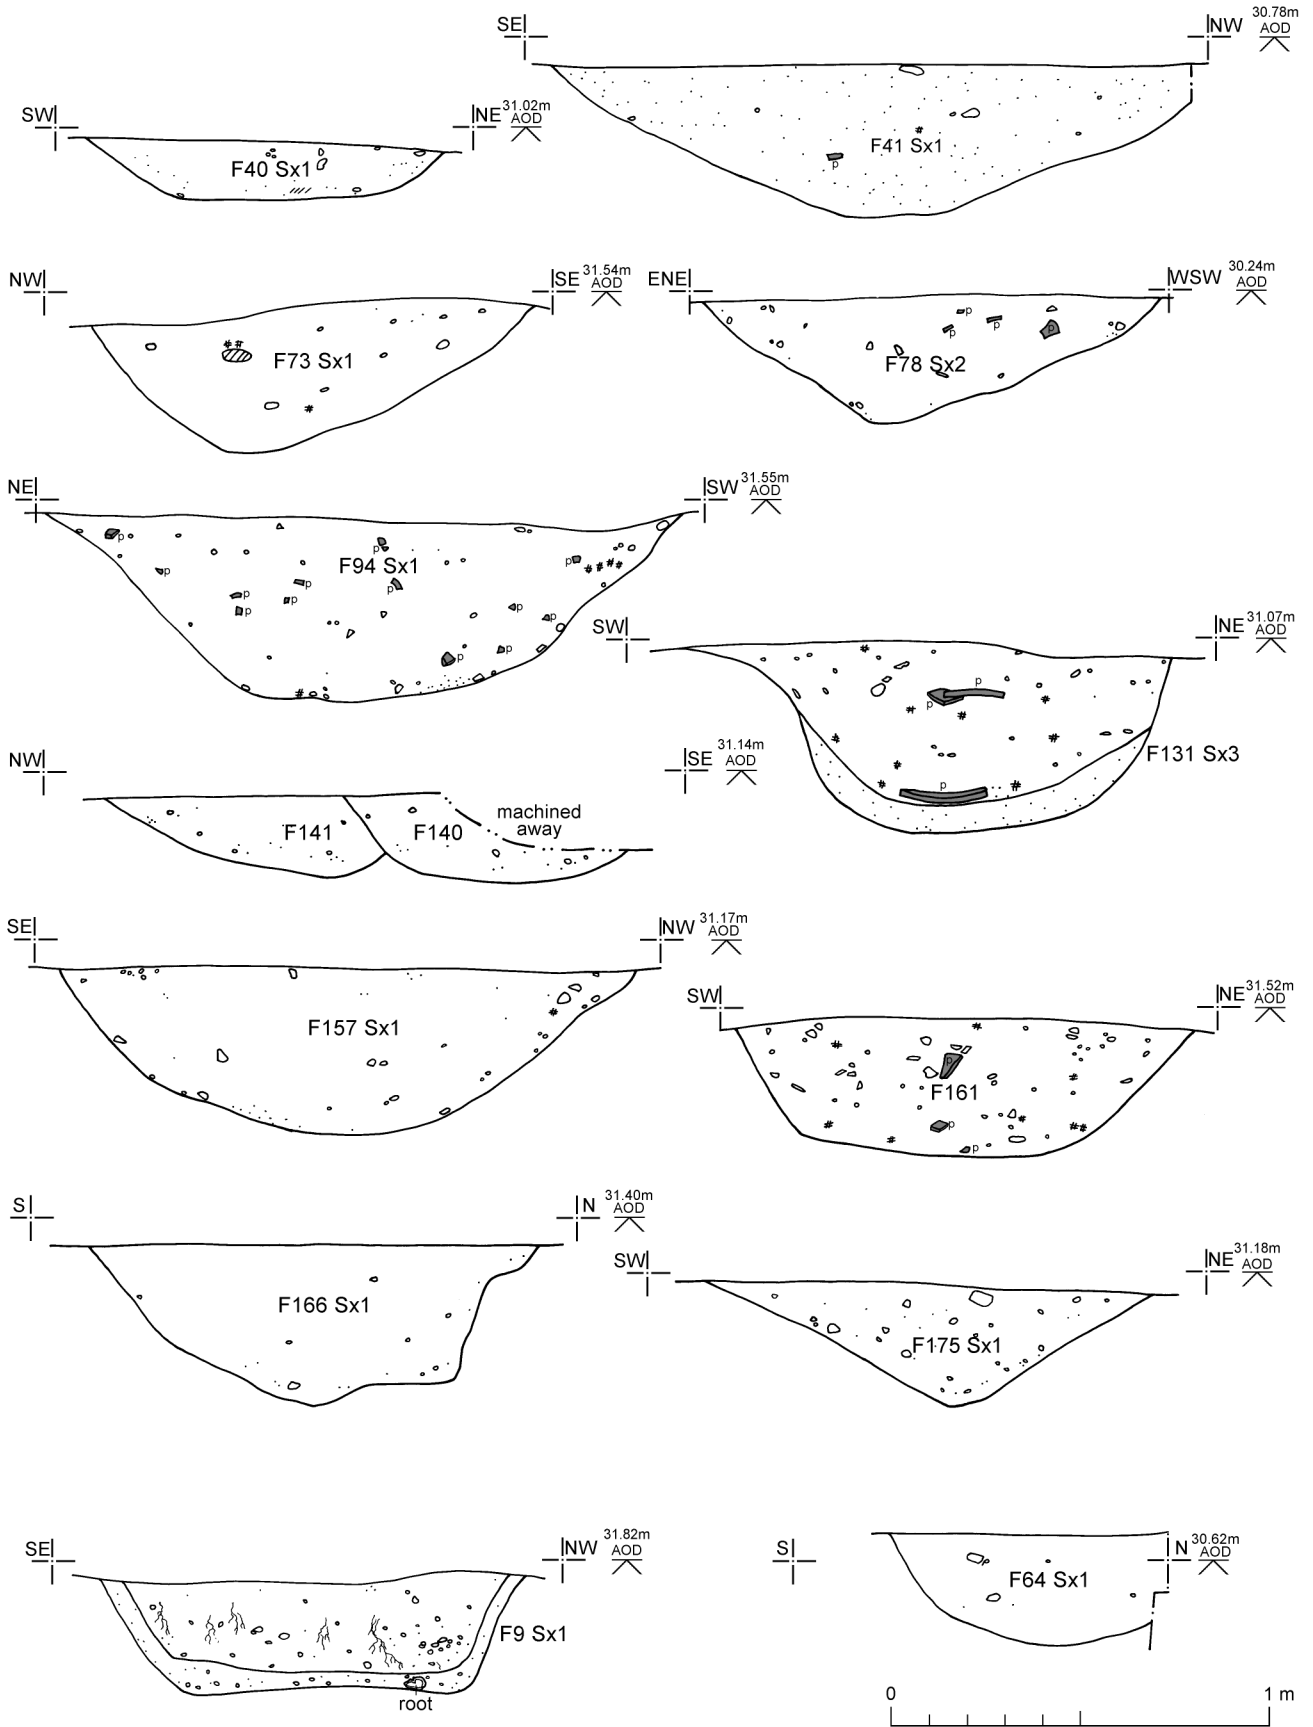 SE NW 30.78m
AOD
F41 Sx1
p
SW NE 31.02m
AOD
F40 Sx1
NW SE 31.54m
AOD
F73 Sx1
ENE WSW 30.24m
AOD
p
p
p
p
F78 Sx2
NE SW 31.55m
AOD
p
p
p
F94 Sx1
p
p
p
p
p
p
p
p
p
p
SW NE 31.07m
AOD
p
p
F131 Sx3
p
NW SE 31.14m
AOD
machined
away
F141 F140
SE NW 31.17m
AOD
F157 Sx1
SW NE 31.52m
AOD
p
F161
p
p
S N 31.40m
AOD
F166 Sx1
SW NE 31.18m
AOD
F175 Sx1
SE NW 31.82m
AOD
F9 Sx1
root
S N 30.62m
AOD
p
F64 Sx1
0 1 m